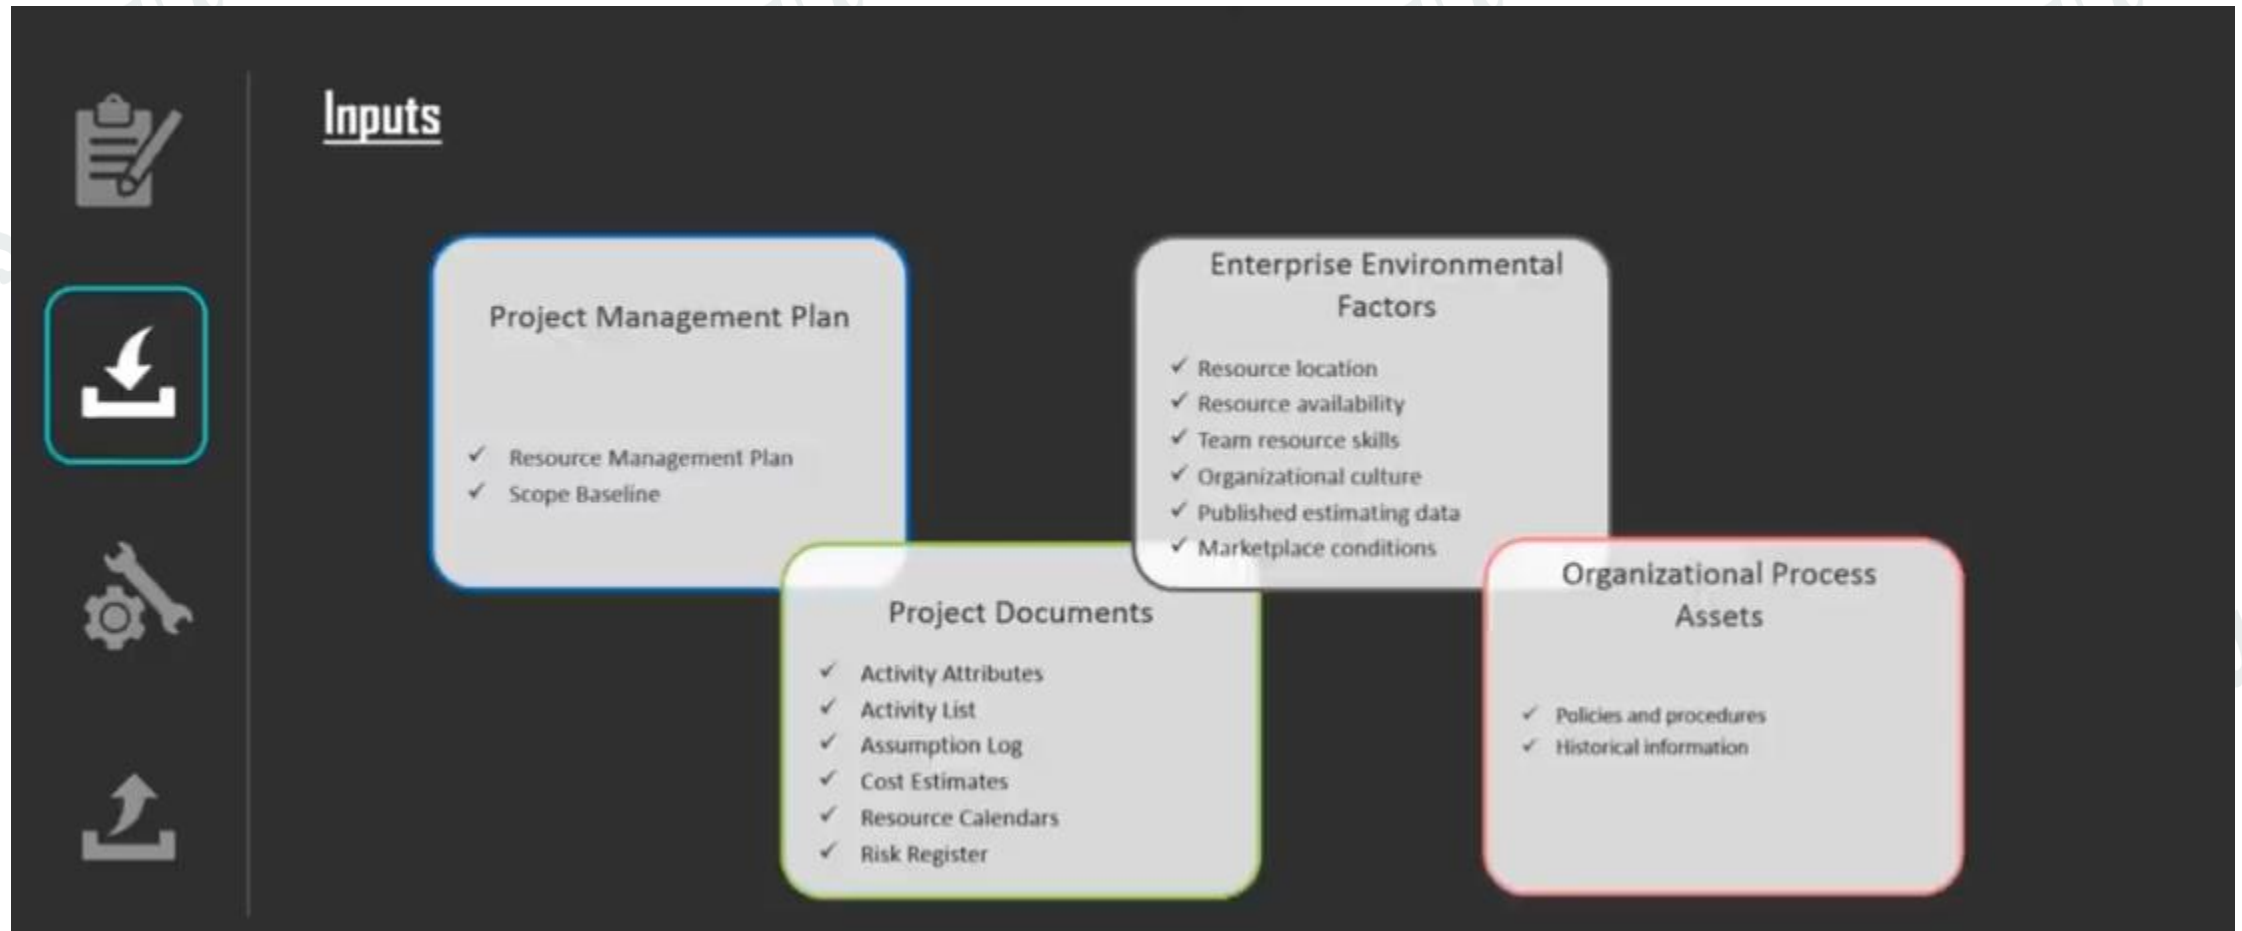 Inputs
Project Management Plan
✓ Resource Management Plan
✓ Scope Baseline
Project Documents
✓ Activity Attributes
✓ Activity List
✓ Assumption Log
✓ Cost Estimates
✓ Resource Calendars
✓ Risk Register
Enterprise Environmental
Factors
✓ Resource location
✓ Resource availability
✓ Team resource skills
✓ Organizational culture
✓ Published estimating data
✓ Marketplace conditions
Organizational Process
Assets
✓ Policies and procedures
✓ Historical information